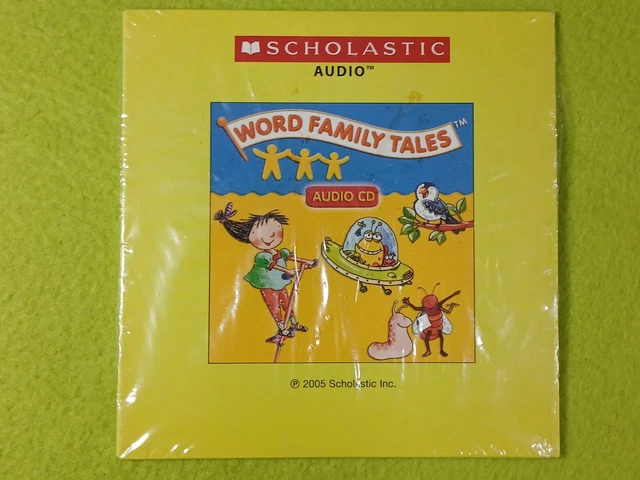 SCHOLASTIC
AUDIO™
WORD FAMILY TALES™
AUDIO CD
℗ 2005 Scholastic Inc.